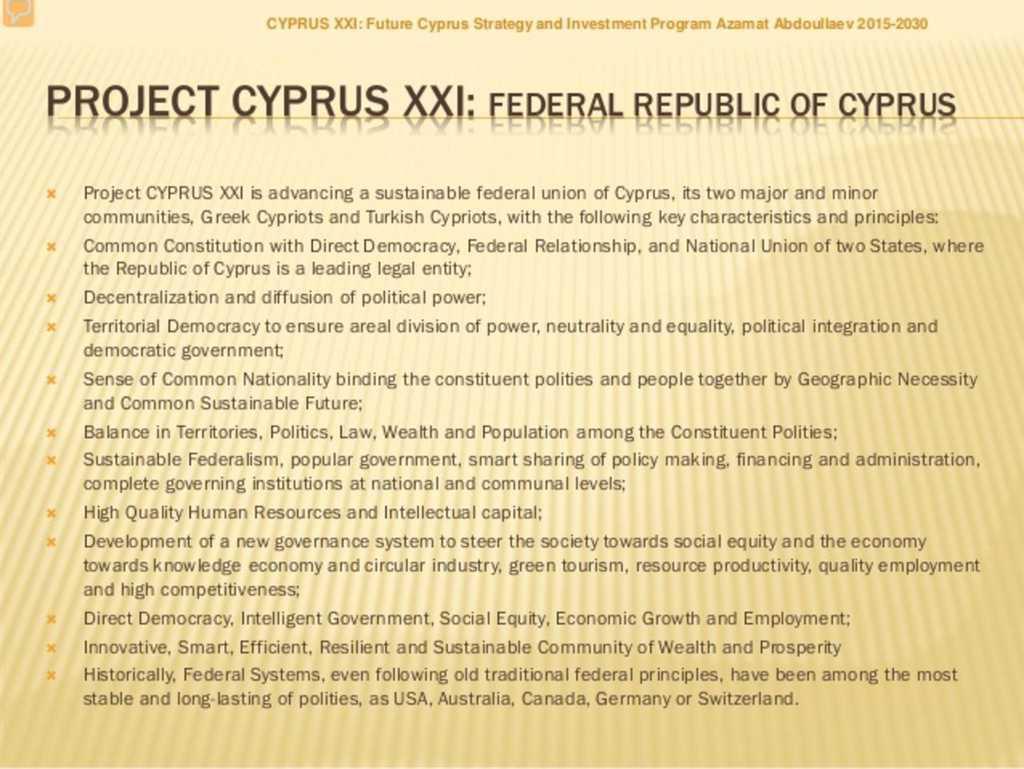 CYPRUS XXI: Future Cyprus Strategy and Investment Program Azamat Abdoullaev 2015-2030
PROJECT CYPRUS XXI: FEDERAL REPUBLIC OF CYPRUS
Project CYPRUS XXI is advancing a sustainable federal union of Cyprus, its two major and minor
communities, Greek Cypriots and Turkish Cypriots, with the following key characteristics and principles:
Common Constitution with Direct Democracy, Federal Relationship, and National Union of two States, where
the Republic of Cyprus is a leading legal entity;
Decentralization and diffusion of political power;
Territorial Democracy to ensure areal division of power, neutrality and equality, political integration and
democratic government;
Sense of Common Nationality binding the constituent polities and people together by Geographic Necessity
and Common Sustainable Future;
Balance in Territories, Politics, Law, Wealth and Population among the Constituent Polities;
Sustainable Federalism, popular government, smart sharing of policy making, financing and administration,
complete governing institutions at national and communal levels;
High Quality Human Resources and Intellectual capital;
Development of a new governance system to steer the society towards social equity and the economy
towards knowledge economy and circular industry, green tourism, resource productivity, quality employment
and high competitiveness;
Direct Democracy, Intelligent Government, Social Equity, Economic Growth and Employment;
Innovative, Smart, Efficient, Resilient and Sustainable Community of Wealth and Prosperity
Historically, Federal Systems, even following old traditional federal principles, have been among the most
stable and long-lasting of polities, as USA, Australia, Canada, Germany or Switzerland.